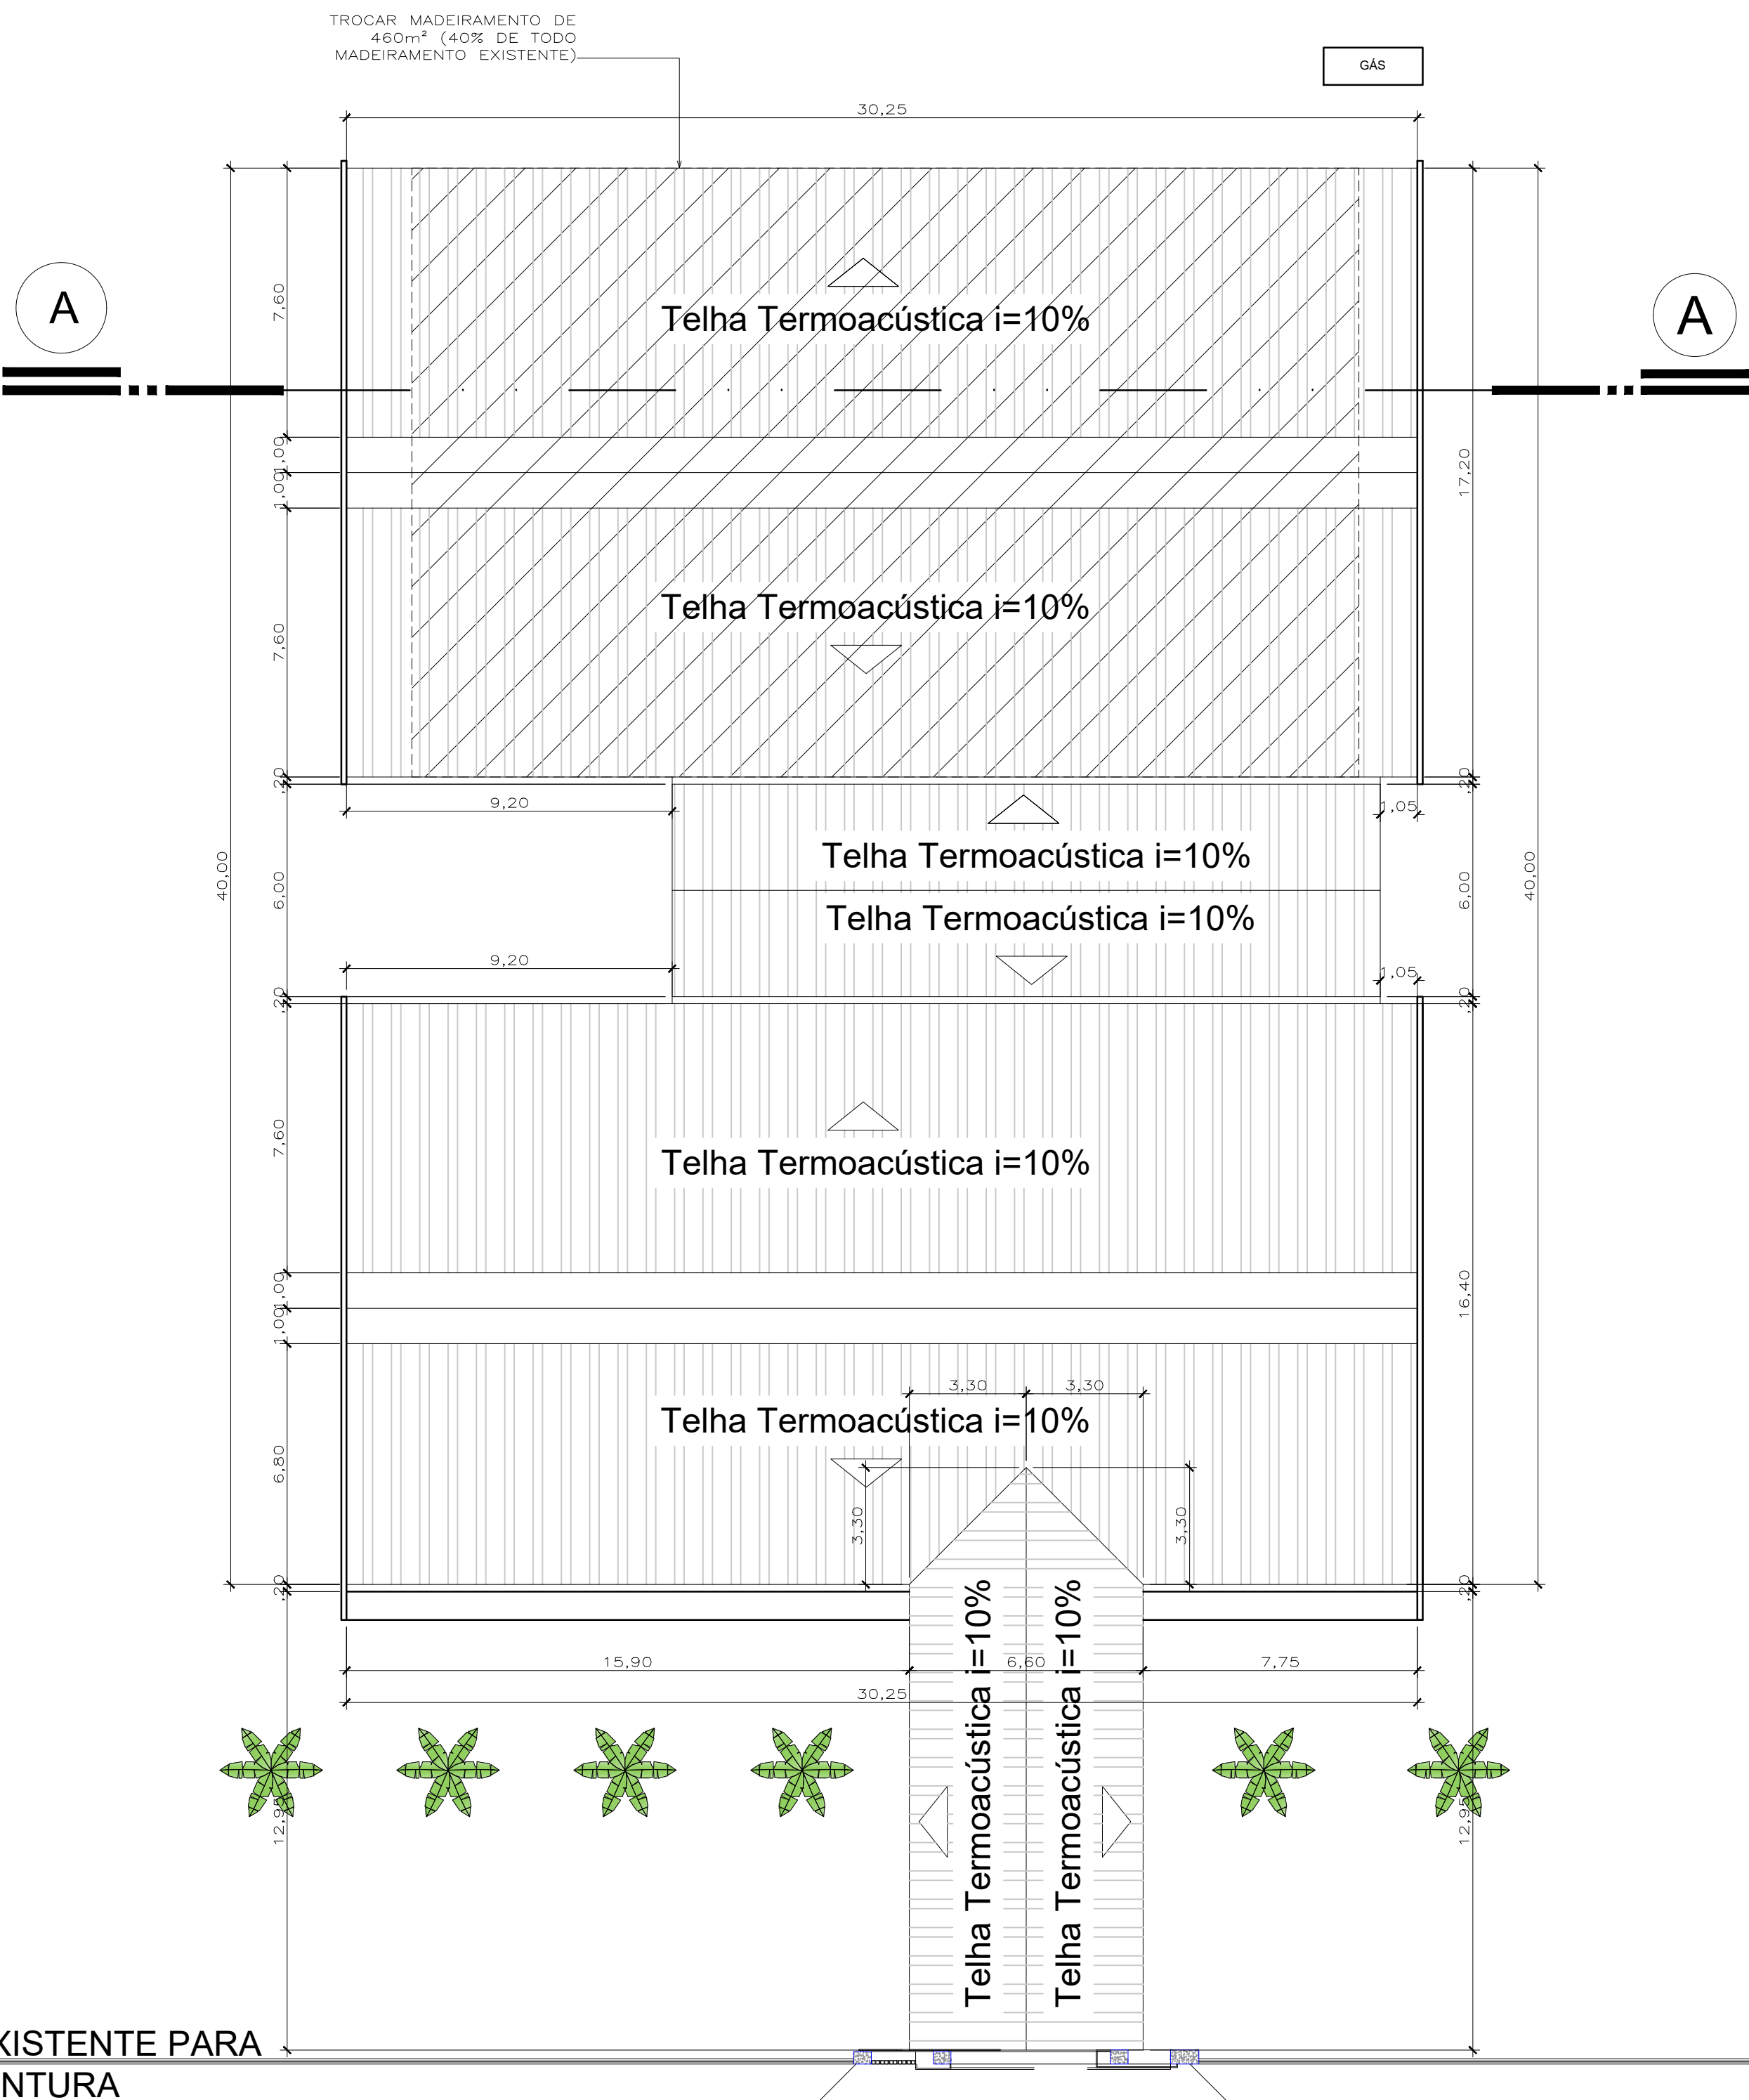 TROCAR MADEIRAMENTO DE
460m² (40% DE TODO
MADEIRAMENTO EXISTENTE)
GÁS
30,25
A
A
7,60
Telha Termoacústica i=10%
1,00
1,00
17,20
7,60
Telha Termoacústica i=10%
,20
,20
9,20
1,05
Telha Termoacústica i=10%
40,00
6,00
6,00
40,00
Telha Termoacústica i=10%
9,20
1,05
,20
,20
7,60
Telha Termoacústica i=10%
1,00
1,00
16,40
3,30
3,30
Telha Termoacústica i=10%
6,80
3,30
3,30
,20
,20
Telha Termoacústica i=10%
Telha Termoacústica i=10%
15,90
6,60
7,75
30,25
12,95
12,95
XISTENTE PARA
NTURA